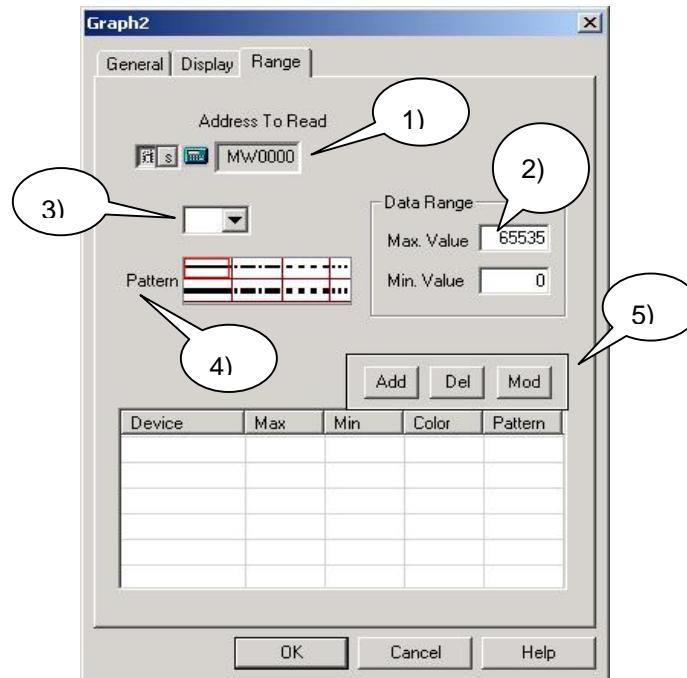 Graph2
General Display Range
Address To Read
1)
s MW0000
2)
3)
Data Range
Max. Value 65535
Pattern
Min. Value 0
4)
5)
Add Del Mod
Device Max Min Color Pattern
OK Cancel Help